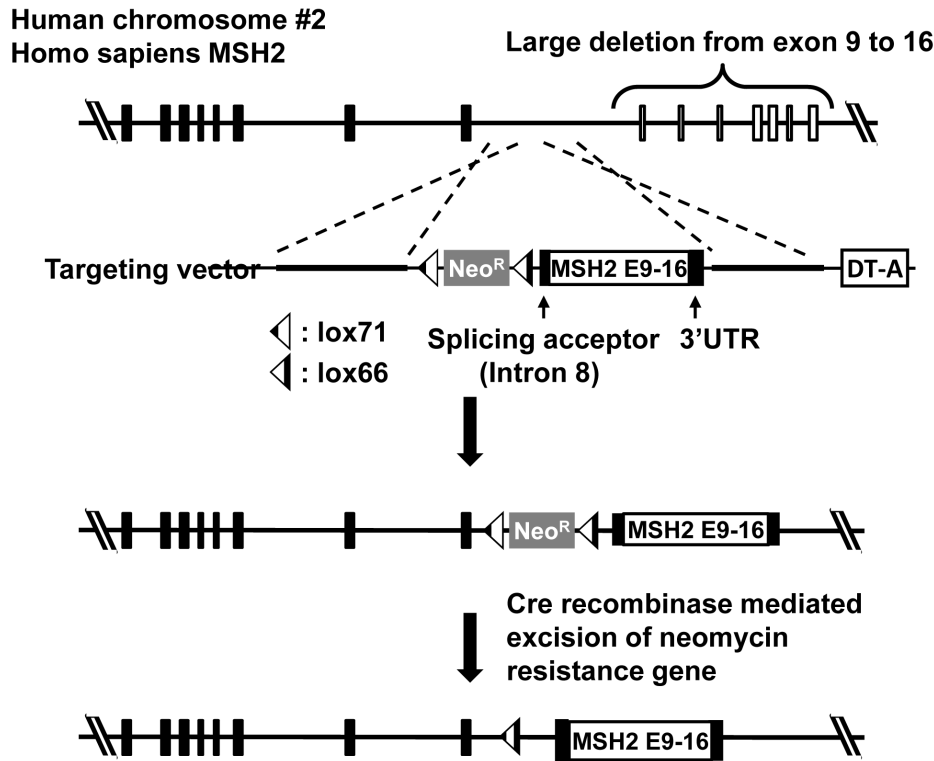 Human chromosome #2
Homo sapiens MSH2
Large deletion from exon 9 to 16
Targeting vector
Neoᴿ
MSH2 E9-16
DT-A
: lox71
: lox66
Splicing acceptor
(Intron 8)
3’UTR
Neoᴿ
MSH2 E9-16
Cre recombinase mediated
excision of neomycin
resistance gene
MSH2 E9-16